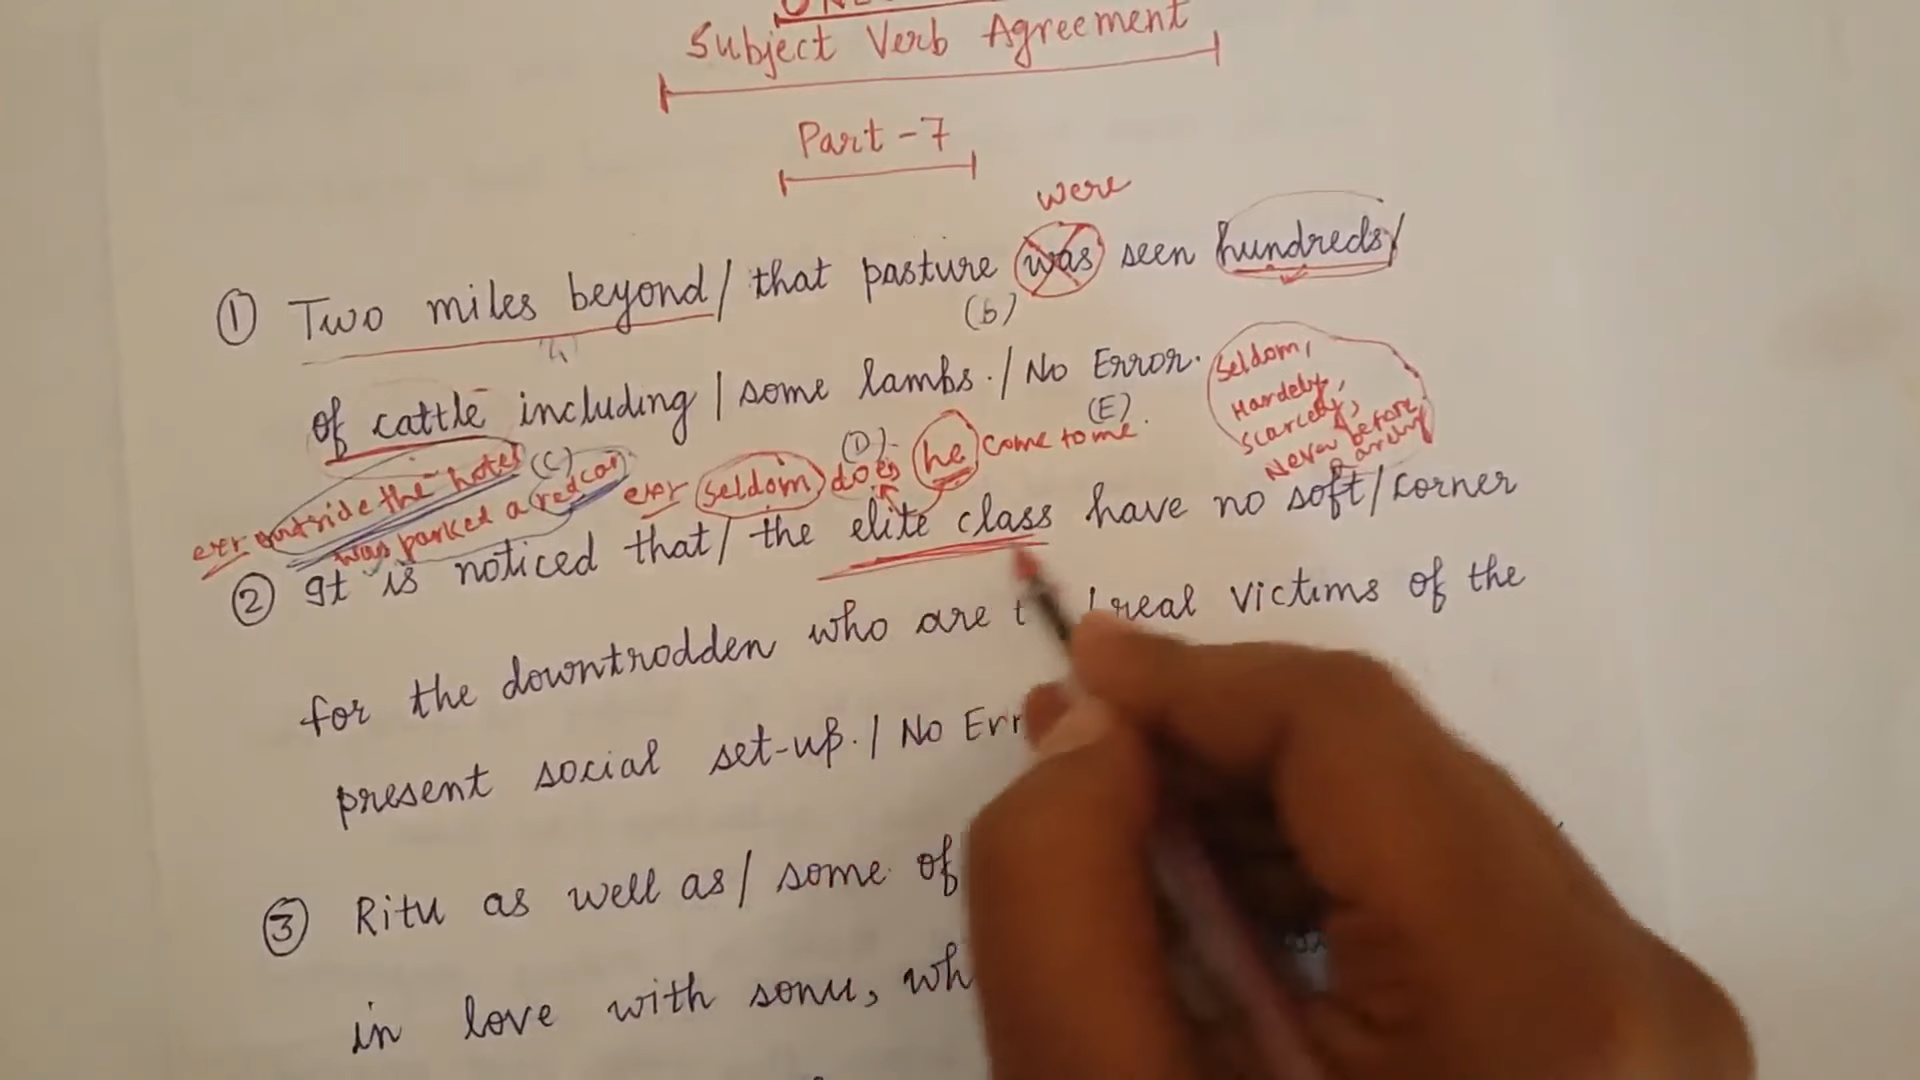 Subject Verb Agreement
Part-7
were
① Two miles beyond / that pasture was seen hundreds /
(b)
of cattle including / some lambs. / No Error.
(C) (D) (E)
Seldom,
Hardely,
Scarcely,
Never before
ex:- outside the hotel
was parked a red car
ex:- seldom does he come to me.
② It is noticed that / the elite class have no soft / corner
for the downtrodden who are / real victims of the
present social set-up. / No Err
③ Ritu as well as / some of
in love with sonu, wh